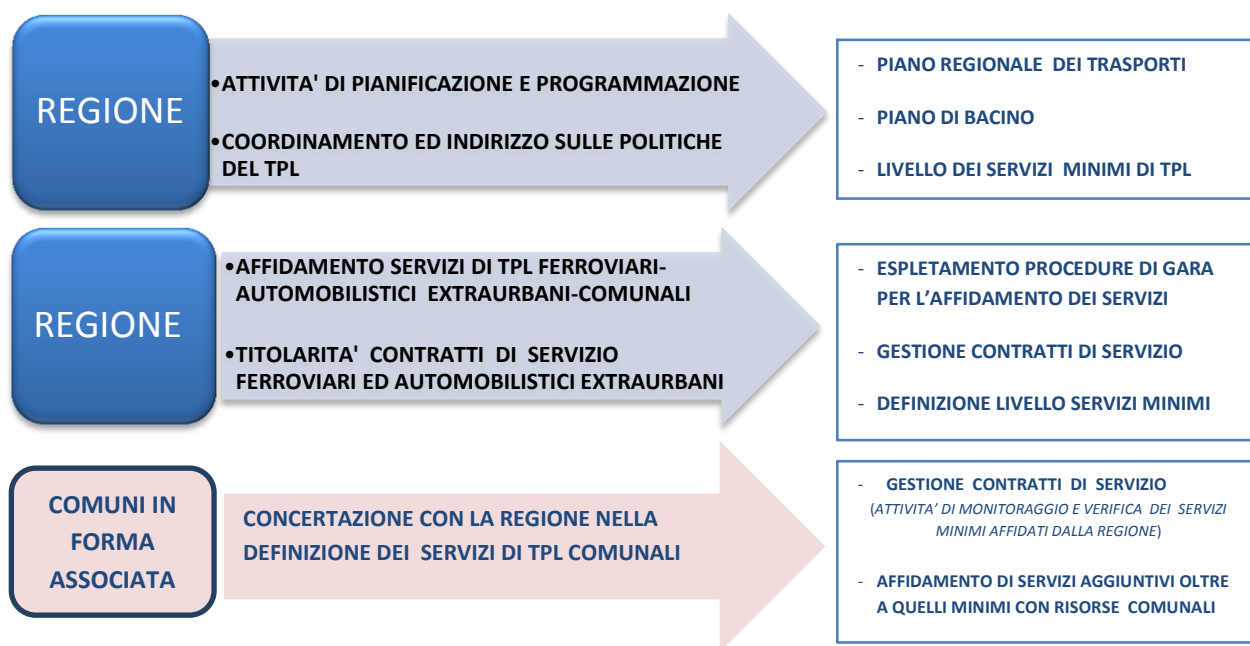 REGIONE
•ATTIVITA' DI PIANIFICAZIONE E PROGRAMMAZIONE
•COORDINAMENTO ED INDIRIZZO SULLE POLITICHE
DEL TPL
- PIANO REGIONALE DEI TRASPORTI
- PIANO DI BACINO
- LIVELLO DEI SERVIZI MINIMI DI TPL
REGIONE
•AFFIDAMENTO SERVIZI DI TPL FERROVIARI-
AUTOMOBILISTICI EXTRAURBANI-COMUNALI
•TITOLARITA' CONTRATTI DI SERVIZIO
FERROVIARI ED AUTOMOBILISTICI EXTRAURBANI
- ESPLETAMENTO PROCEDURE DI GARA
PER L’AFFIDAMENTO DEI SERVIZI
- GESTIONE CONTRATTI DI SERVIZIO
- DEFINIZIONE LIVELLO SERVIZI MINIMI
COMUNI IN
FORMA
ASSOCIATA
CONCERTAZIONE CON LA REGIONE NELLA
DEFINIZIONE DEI SERVIZI DI TPL COMUNALI
- GESTIONE CONTRATTI DI SERVIZIO
(ATTIVITA’ DI MONITORAGGIO E VERIFICA DEI SERVIZI
MINIMI AFFIDATI DALLA REGIONE)
- AFFIDAMENTO DI SERVIZI AGGIUNTIVI OLTRE
A QUELLI MINIMI CON RISORSE COMUNALI